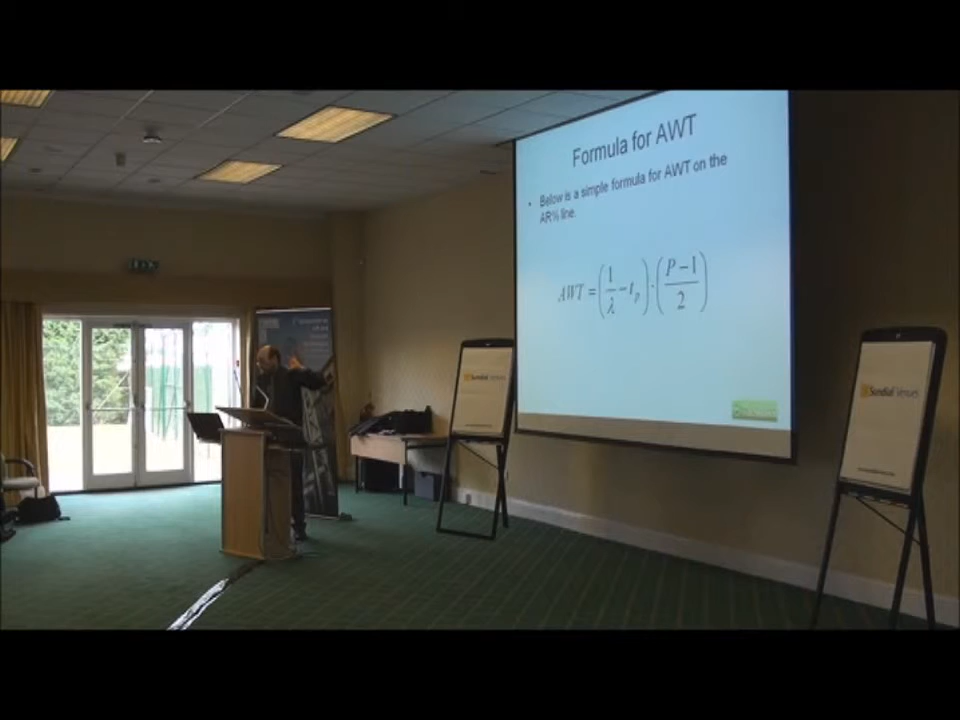 Formula for AWT
• Below is a simple formula for AWT on the
AR% line.
AWT = (1/λ − t_p) · (P − 1/2)
Sundial Venues
Sundial Venues